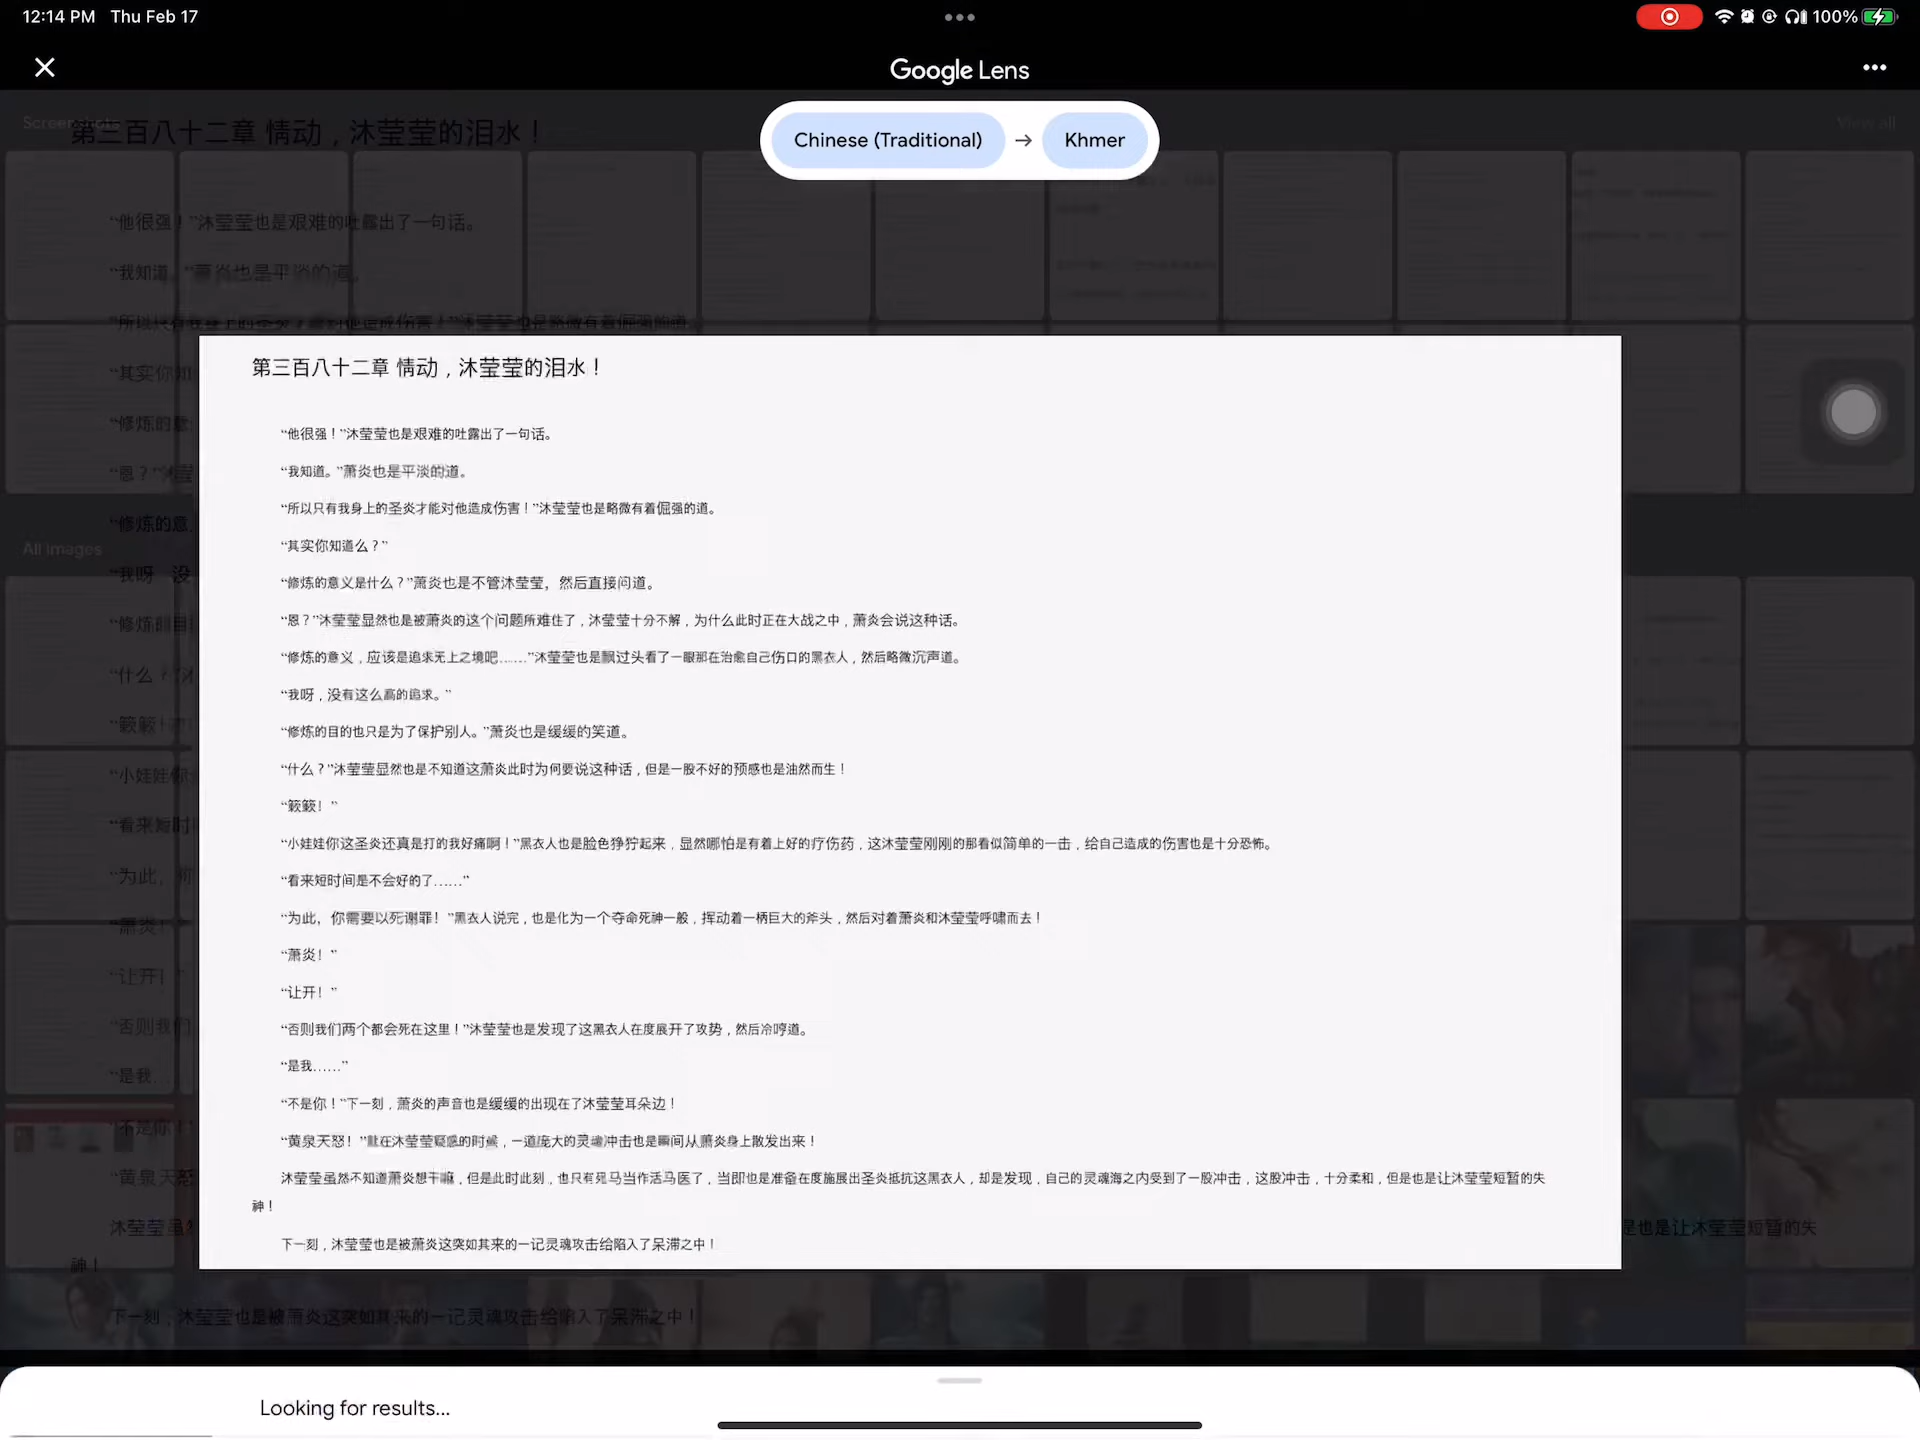 12:14 PM Thu Feb 17
100%
Google Lens
Chinese (Traditional) → Khmer
Screenshots
View all
All Images
第三百八十二章 情动，沐莹莹的泪水！
“他很强！”沐莹莹也是艰难的吐露出了一句话。
“我知道。”萧炎也是平淡的道。
“所以只有我身上的圣炎才能对他造成伤害！”沐莹莹也是略微有着倔强的道。
“其实你知道么？”
“修炼的意义是什么？”萧炎也是不管沐莹莹，然后直接问道。
“恩？”沐莹莹显然也是被萧炎的这个问题所难住了，沐莹莹十分不解，为什么此时正在大战之中，萧炎会说这种话。
“修炼的意义，应该是追求无上之境吧……”沐莹莹也是飘过头看了一眼那在治愈自己伤口的黑衣人，然后略微沉声道。
“我呀，没有这么高的追求。”
“修炼的目的也只是为了保护别人。”萧炎也是缓缓的笑道。
“什么？”沐莹莹显然也是不知道这萧炎此时为何要说这种话，但是一股不好的预感也是油然而生！
“簌簌！”
“小娃娃你这圣炎还真是打的我好痛啊！”黑衣人也是脸色狰狞起来，显然哪怕是有着上好的疗伤药，这沐莹莹刚刚的那看似简单的一击，给自己造成的伤害也是十分恐怖。
“看来短时间是不会好的了……”
“为此，你需要以死谢罪！”黑衣人说完，也是化为一个夺命死神一般，挥动着一柄巨大的斧头，然后对着萧炎和沐莹莹呼啸而去！
“萧炎！”
“让开！”
“否则我们两个都会死在这里！”沐莹莹也是发现了这黑衣人在度展开了攻势，然后冷哼道。
“是我……”
“不是你！”下一刻，萧炎的声音也是缓缓的出现在了沐莹莹耳朵边！
“黄泉天怒！”就在沐莹莹疑惑的时候，一道庞大的灵魂冲击也是瞬间从萧炎身上散发出来！
沐莹莹虽然不知道萧炎想干嘛，但是此时此刻，也只有死马当作活马医了，当即也是准备在度施展出圣炎抵抗这黑衣人，却是发现，自己的灵魂海之内受到了一股冲击，这股冲击，十分柔和，但是也是让沐莹莹短暂的失
神！
下一刻，沐莹莹也是被萧炎这突如其来的一记灵魂攻击给陷入了呆滞之中！
Looking for results...